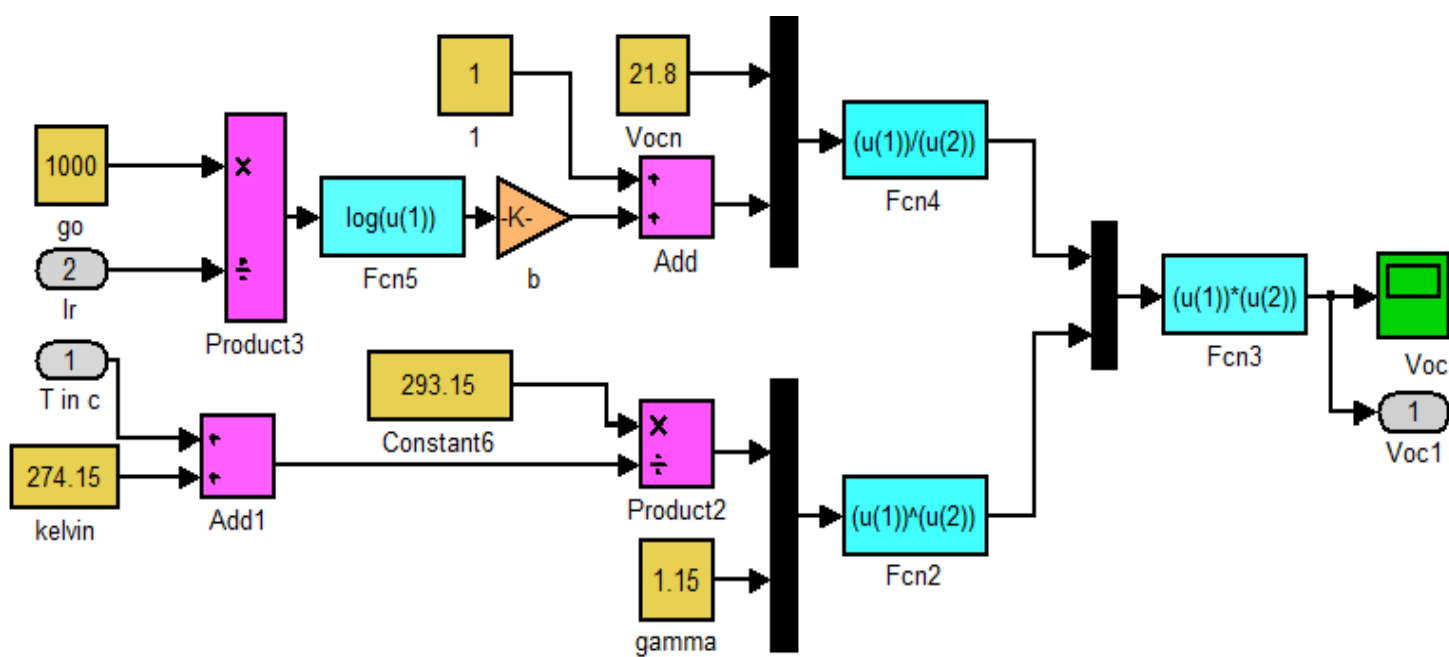 1
1
21.8
Vocn
1000
go
×
÷
Product3
log(u(1))
Fcn5
-K-
b
+
+
Add
(u(1))/(u(2))
Fcn4
2
Ir
1
T in c
274.15
kelvin
+
+
Add1
293.15
Constant6
×
÷
Product2
1.15
gamma
(u(1))^(u(2))
Fcn2
(u(1))*(u(2))
Fcn3
Voc
1
Voc1